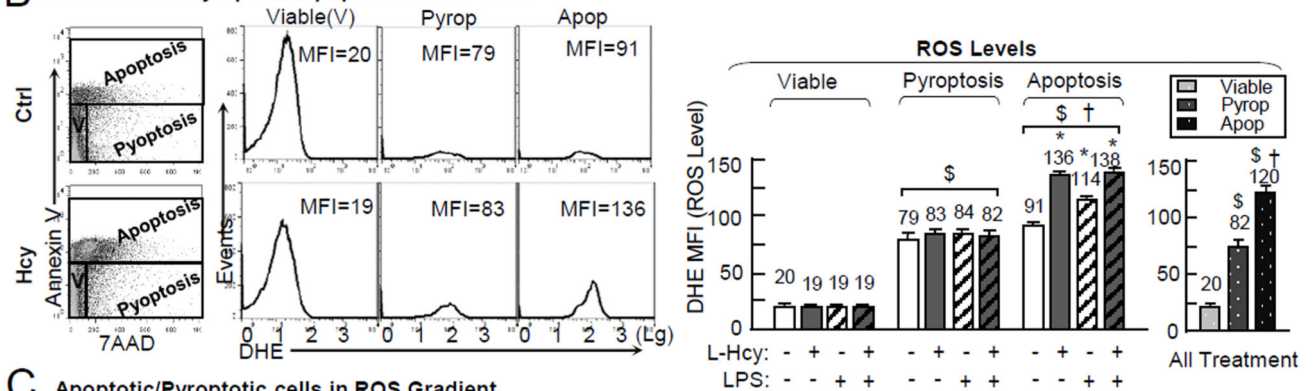 Viable(V) Pyrop Apop
Ctrl
Apoptosis
V
Pyoptosis
MFI=20
MFI=79
MFI=91
Hcy
Annexin V
Apoptosis
V
Pyoptosis
7AAD
Events
MFI=19
MFI=83
MFI=136
0 1 2 3 0 1 2 3 0 1 2 3 (Lg)
DHE
ROS Levels
Viable Pyroptosis Apoptosis
DHE MFI (ROS Level)
150
100
50
0
20 19 19 19
$
79 83 84 82
$ †
* * *
91 136 114 138
L-Hcy: - + - + - + - + - + - +
LPS: - - + + - - + + - - + +
Viable
Pyrop
Apop
150
100
50
0
20
$
82
$ †
120
All Treatment
C Apoptotic/Pyroptotic cells in ROS Gradient